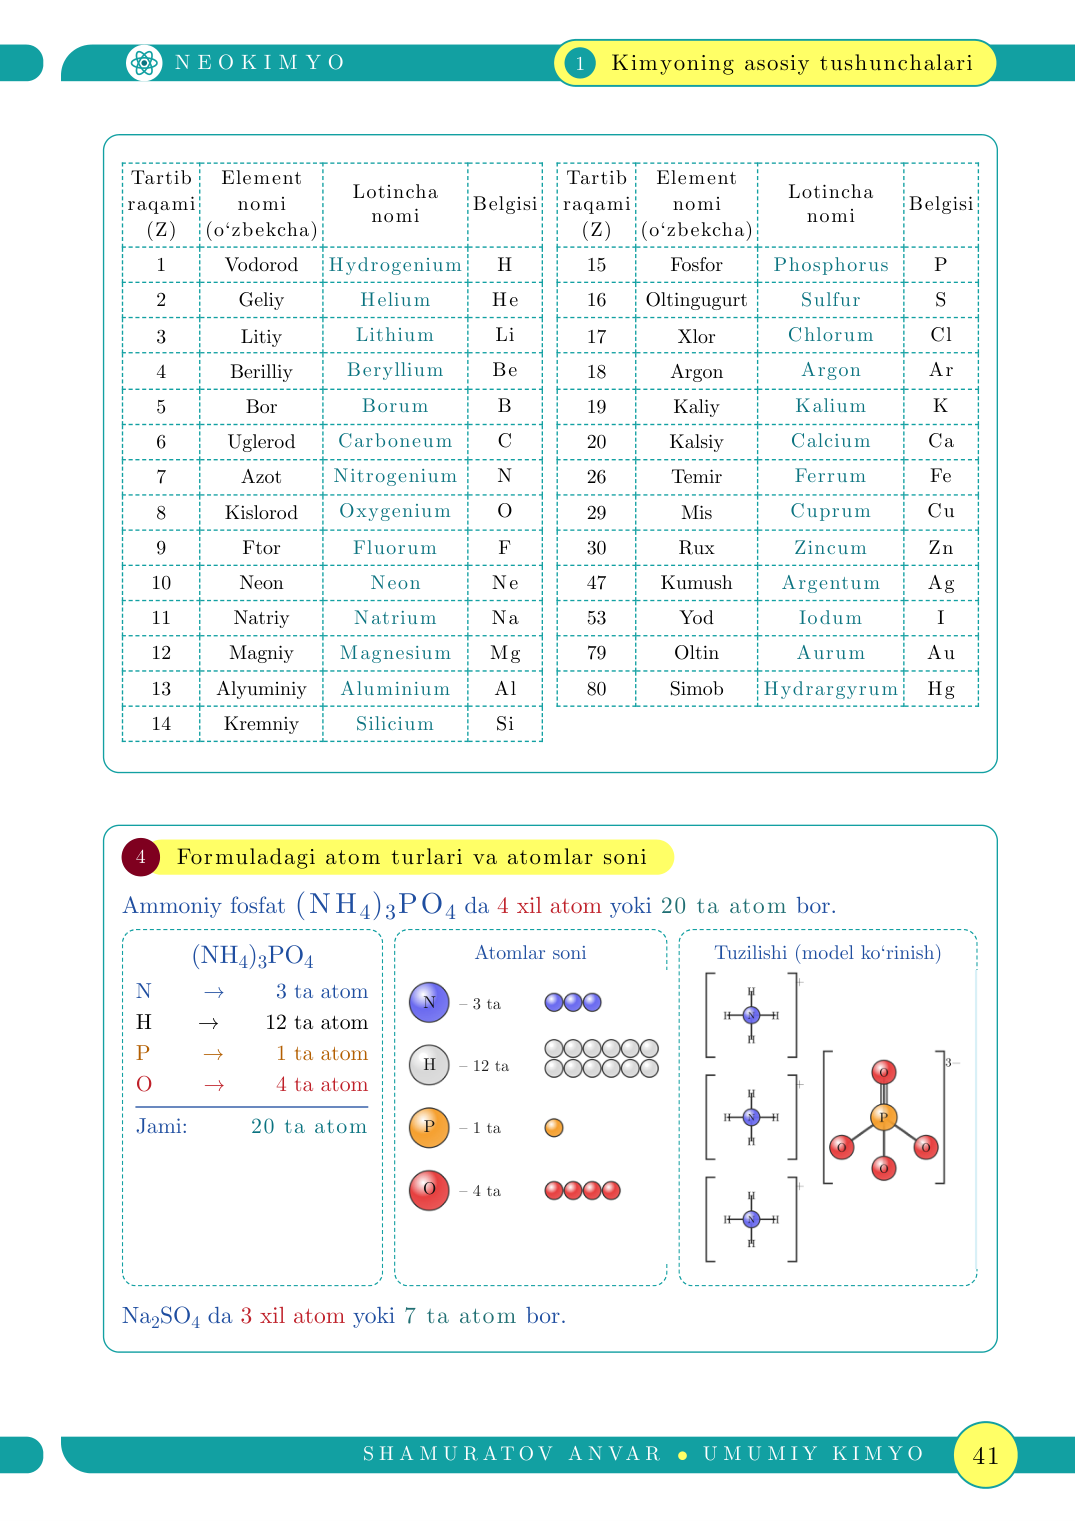 NEOKIMYO
1 Kimyoning asosiy tushunchalari
Tartib raqami (Z) Element nomi (o‘zbekcha) Lotincha nomi Belgisi
1 Vodorod Hydrogenium H
2 Geliy Helium He
3 Litiy Lithium Li
4 Berilliy Beryllium Be
5 Bor Borum B
6 Uglerod Carboneum C
7 Azot Nitrogenium N
8 Kislorod Oxygenium O
9 Ftor Fluorum F
10 Neon Neon Ne
11 Natriy Natrium Na
12 Magniy Magnesium Mg
13 Alyuminiy Aluminium Al
14 Kremniy Silicium Si
Tartib raqami (Z) Element nomi (o‘zbekcha) Lotincha nomi Belgisi
15 Fosfor Phosphorus P
16 Oltingugurt Sulfur S
17 Xlor Chlorum Cl
18 Argon Argon Ar
19 Kaliy Kalium K
20 Kalsiy Calcium Ca
26 Temir Ferrum Fe
29 Mis Cuprum Cu
30 Rux Zincum Zn
47 Kumush Argentum Ag
53 Yod Iodum I
79 Oltin Aurum Au
80 Simob Hydrargyrum Hg
4 Formuladagi atom turlari va atomlar soni
Ammoniy fosfat (NH₄)₃PO₄ da 4 xil atom yoki 20 ta atom bor.
(NH₄)₃PO₄
N → 3 ta atom
H → 12 ta atom
P → 1 ta atom
O → 4 ta atom
Jami: 20 ta atom
Atomlar soni
N – 3 ta
H – 12 ta
P – 1 ta
O – 4 ta
Tuzilishi (model ko‘rinish)
H
H N H
H
+
H
H N H
H
+
H
H N H
H
+
O
P
O O
O
3−
Na₂SO₄ da 3 xil atom yoki 7 ta atom bor.
SHAMURATOV ANVAR • UMUMIY KIMYO
41